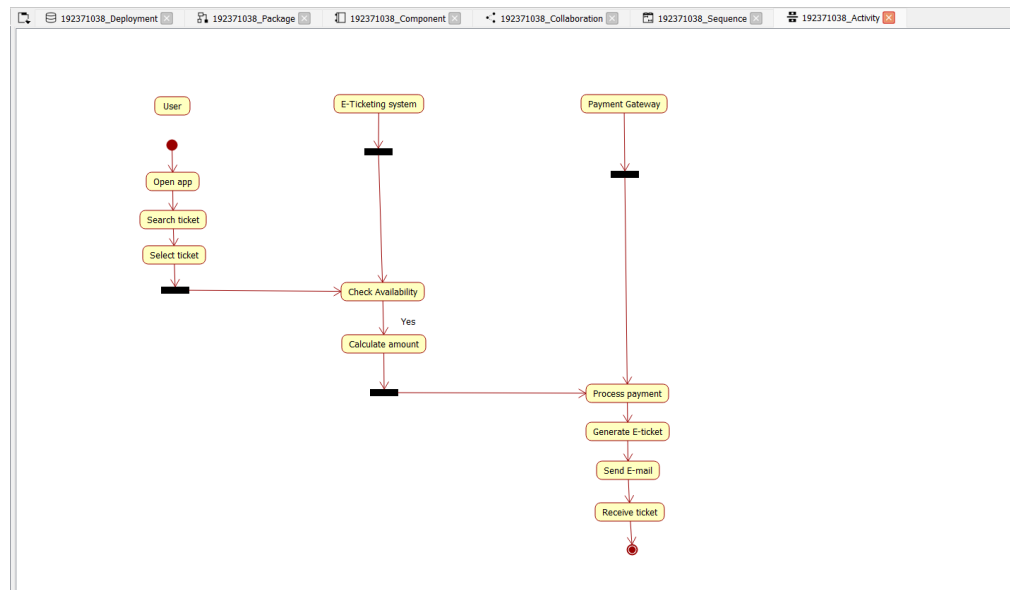 192371038_Deployment
192371038_Package
192371038_Component
192371038_Collaboration
192371038_Sequence
192371038_Activity
User
E-Ticketing system
Payment Gateway
Open app
Search ticket
Select ticket
Check Availability
Yes
Calculate amount
Process payment
Generate E-ticket
Send E-mail
Receive ticket